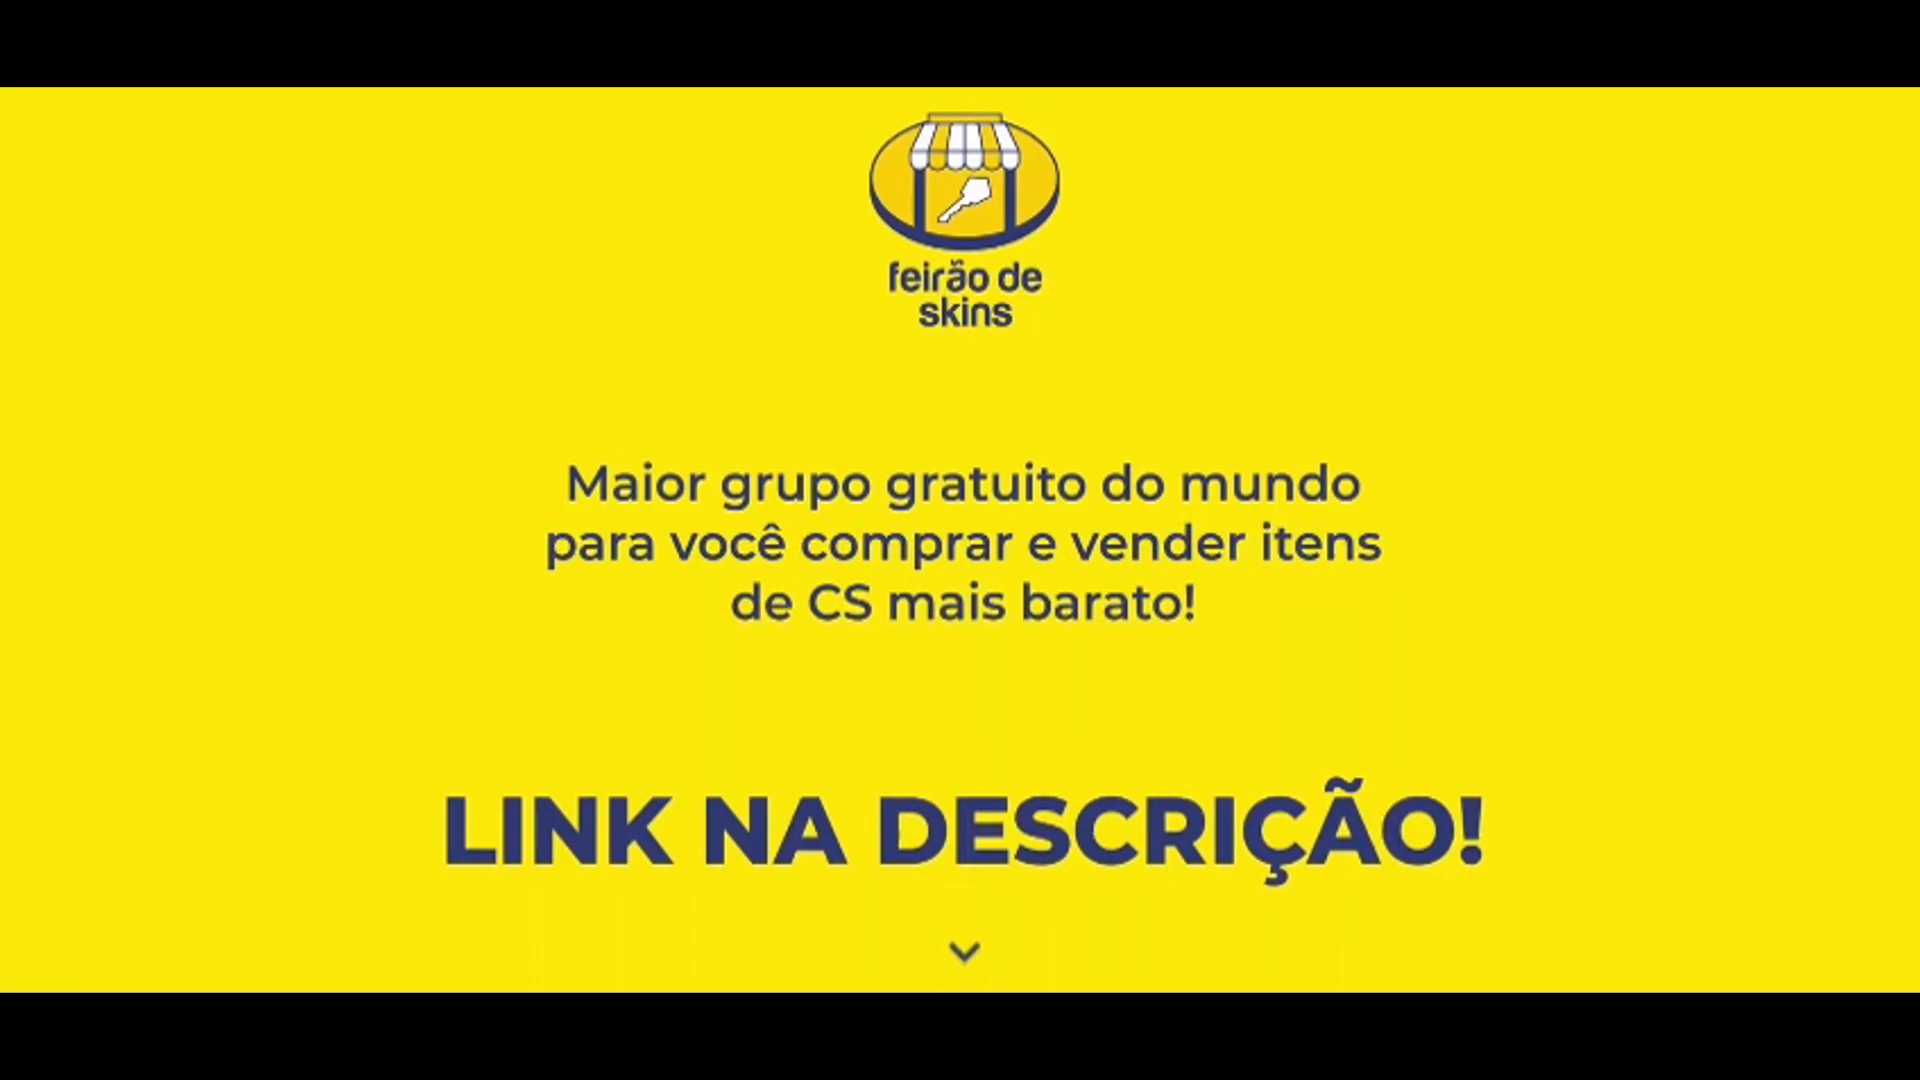 feirão de
skins
Maior grupo gratuito do mundo
para você comprar e vender itens
de CS mais barato!
LINK NA DESCRIÇÃO!